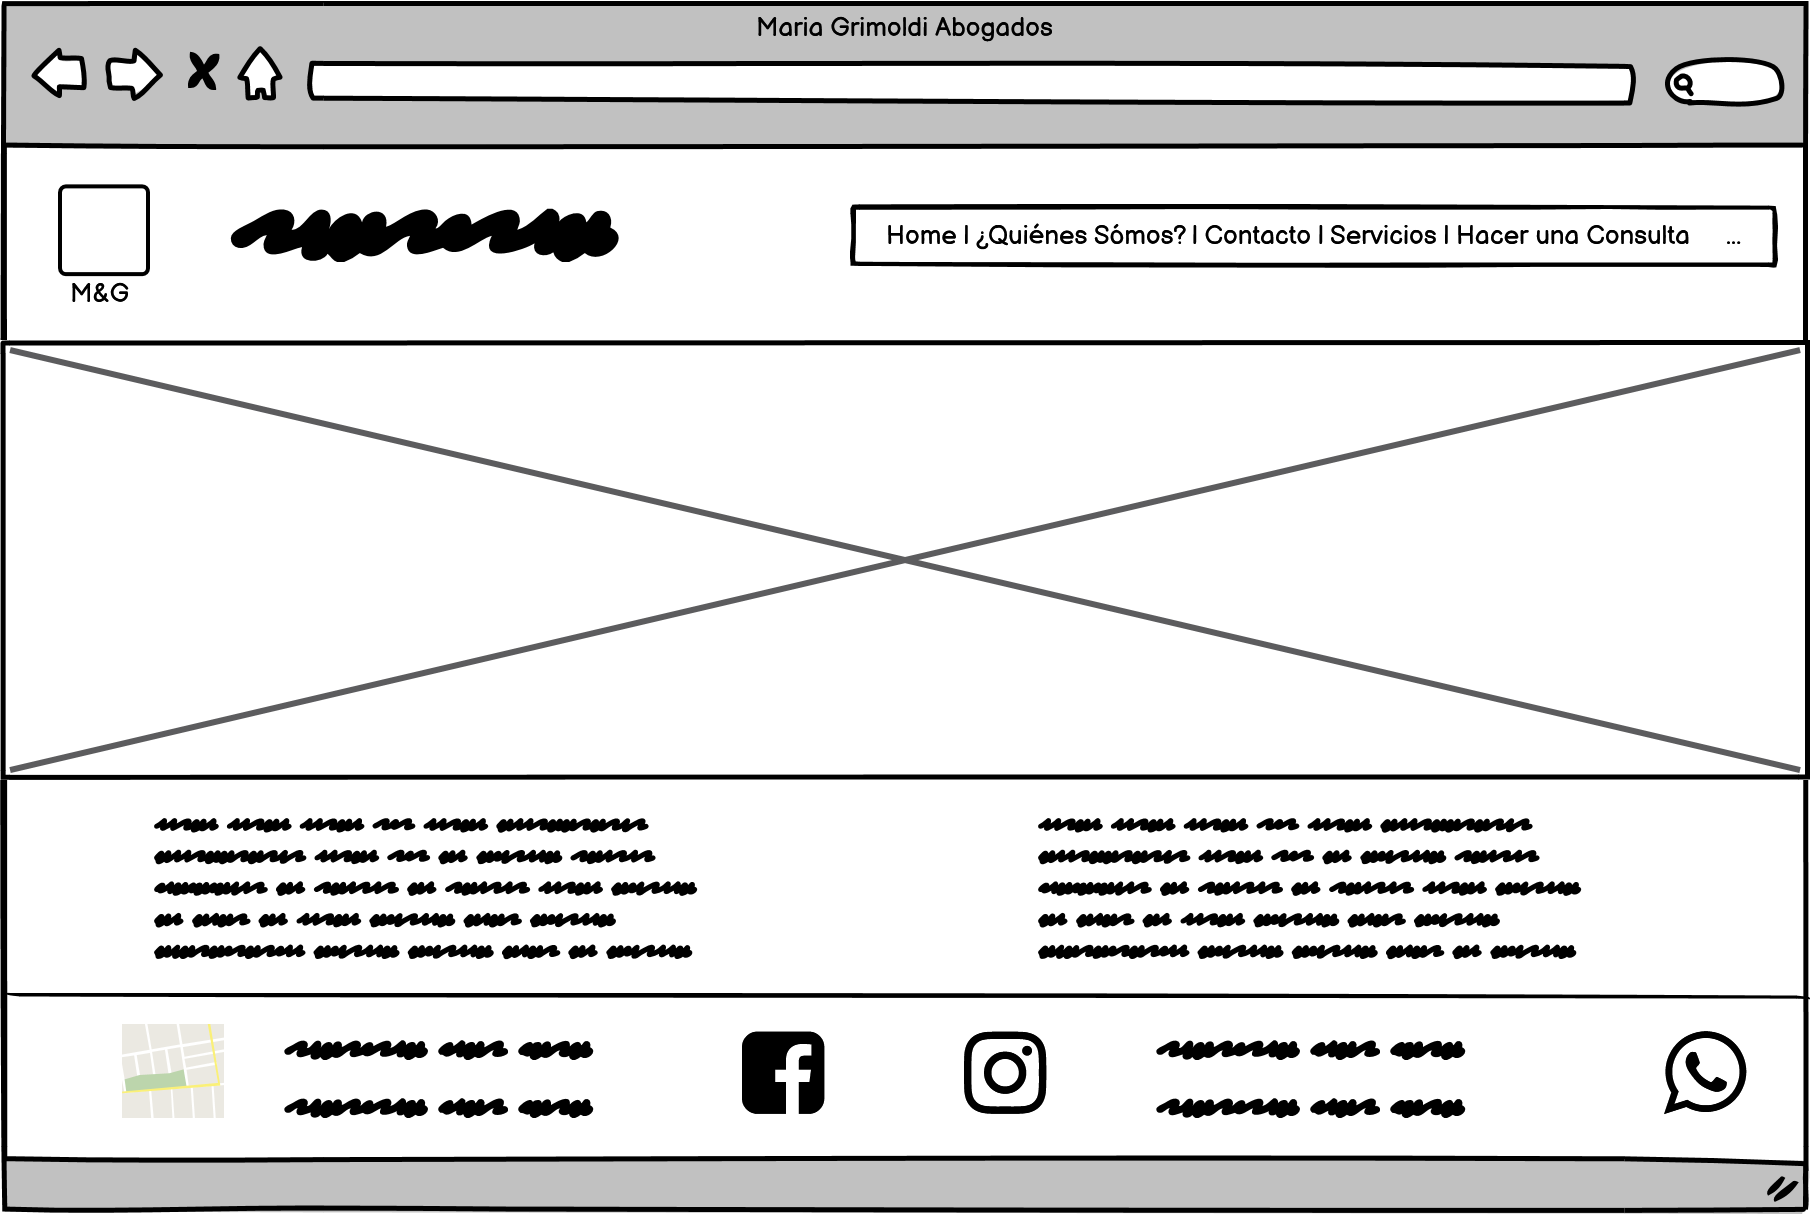 Maria Grimoldi Abogados
Home | ¿Quiénes Sómos? | Contacto | Servicios | Hacer una Consulta ...
M&G